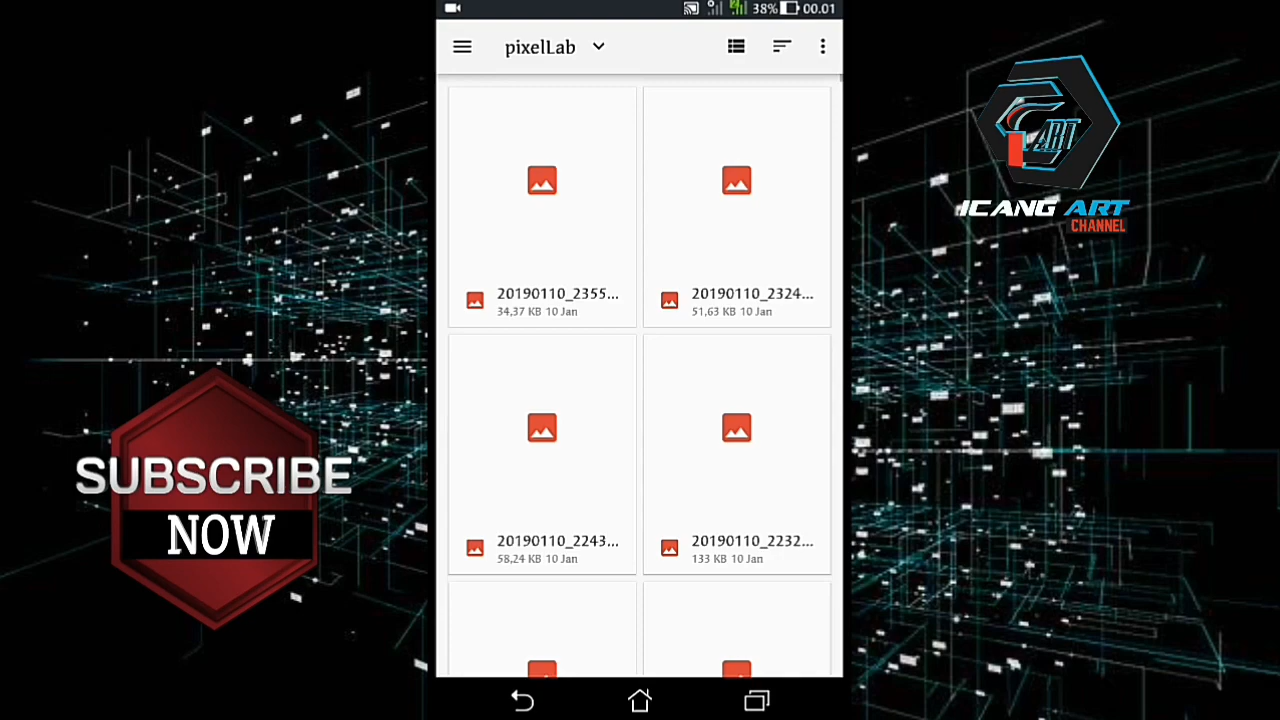 38% 00.01
pixelLab
20190110_2355...
34,37 KB 10 Jan
20190110_2324...
51,63 KB 10 Jan
20190110_2243...
58,24 KB 10 Jan
20190110_2232...
133 KB 10 Jan
SUBSCRIBE
NOW
ART
ICANG ART
CHANNEL